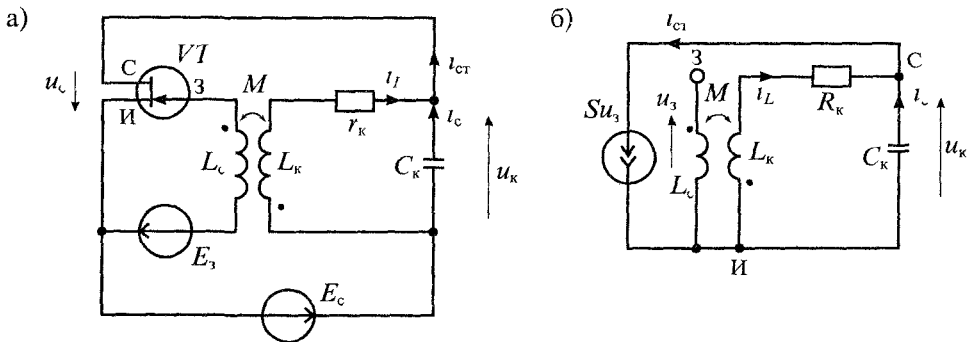 а)
VT
С
З
И
u_с
M
L_с
L_к
r_к
i_L
i_ст
i_с
C_к
u_к
E_з
E_с
б)
i_ст
С
З
u_з
M
i_L
R_к
i_с
Su_з
L_с
L_к
C_к
u_к
И